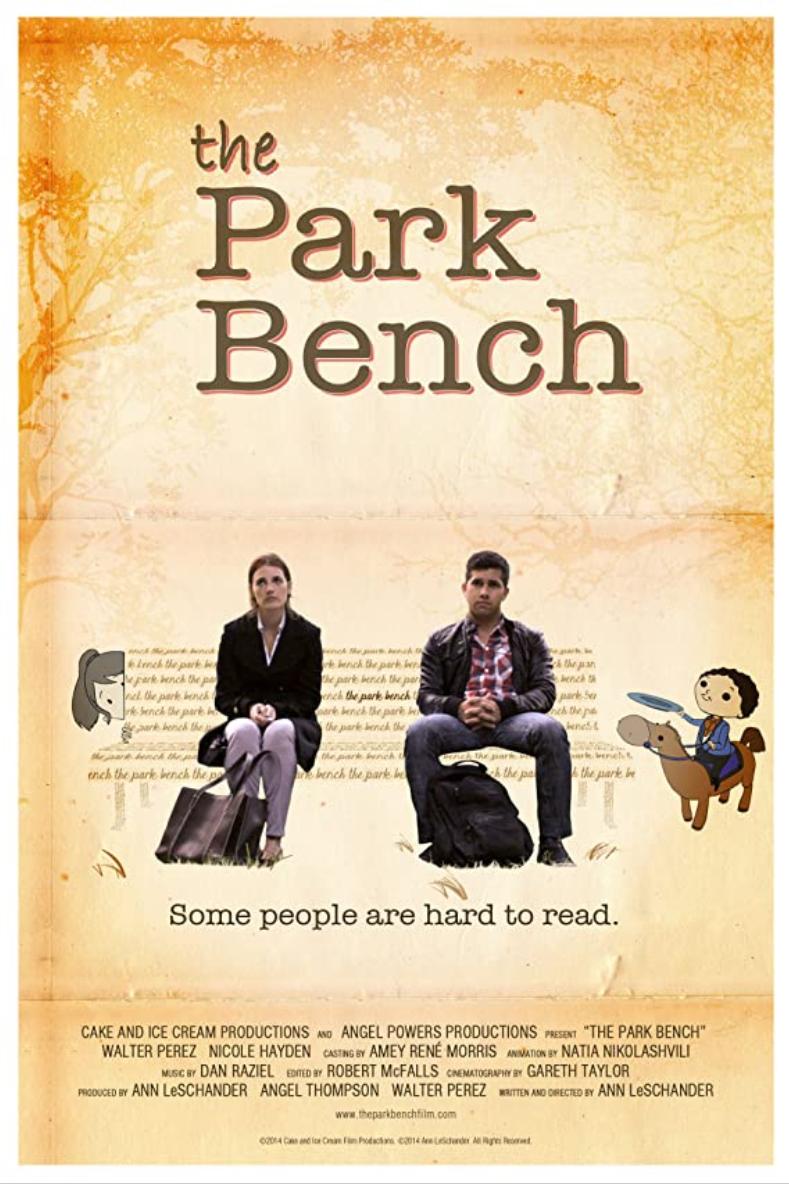 the
Park
Bench
the park bench
Some people are hard to read.
CAKE AND ICE CREAM PRODUCTIONS AND ANGEL POWERS PRODUCTIONS PRESENT "THE PARK BENCH"
WALTER PEREZ NICOLE HAYDEN CASTING BY AMEY RENÉ MORRIS ANIMATION BY NATIA NIKOLASHVILI
MUSIC BY DAN RAZIEL EDITED BY ROBERT McFALLS CINEMATOGRAPHY BY GARETH TAYLOR
PRODUCED BY ANN LeSCHANDER ANGEL THOMPSON WALTER PEREZ WRITTEN AND DIRECTED BY ANN LeSCHANDER
www.theparkbenchfilm.com
©2014 Cake and Ice Cream Film Productions. ©2014 Ann LeSchander. All Rights Reserved.